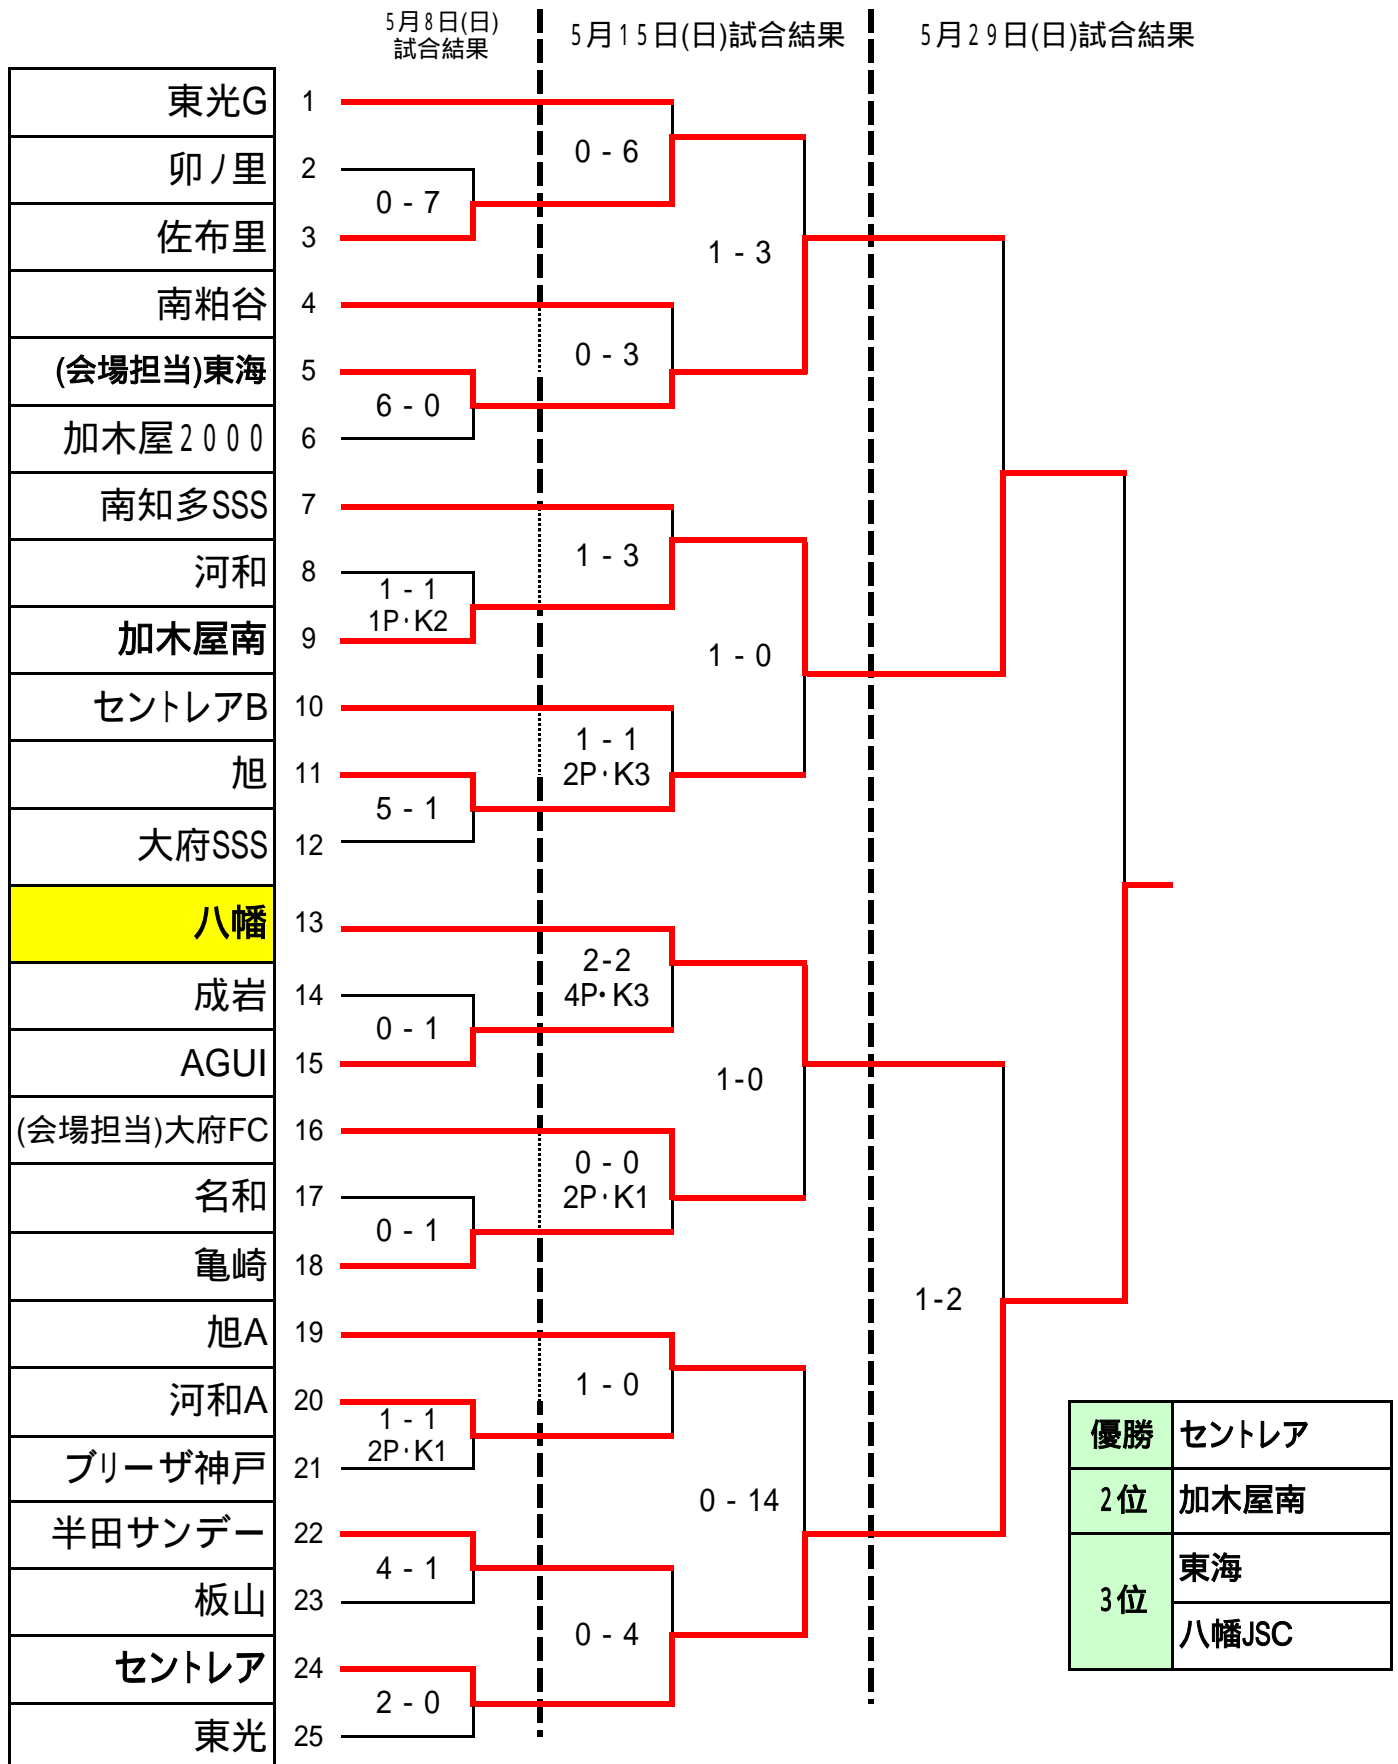 5月8日(日)
試合結果
5月15日(日)試合結果
5月29日(日)試合結果
東光G 1
卯ノ里 2
佐布里 3
南粕谷 4
(会場担当)東海 5
加木屋2000 6
南知多SSS 7
河和 8
加木屋南 9
セントレアB 10
旭 11
大府SSS 12
八幡 13
成岩 14
AGUI 15
(会場担当)大府FC 16
名和 17
亀崎 18
旭A 19
河和A 20
ブリーザ神戸 21
半田サンデー 22
板山 23
セントレア 24
東光 25
0 - 7
6 - 0
1 - 1
1P・K2
5 - 1
0 - 1
0 - 1
1 - 1
2P・K1
4 - 1
2 - 0
0 - 6
0 - 3
1 - 3
1 - 1
2P・K3
2-2
4P・K3
0 - 0
2P・K1
1 - 0
0 - 4
1 - 3
1 - 0
1-0
0 - 14
1-2
優勝 セントレア
2位 加木屋南
3位 東海
八幡JSC